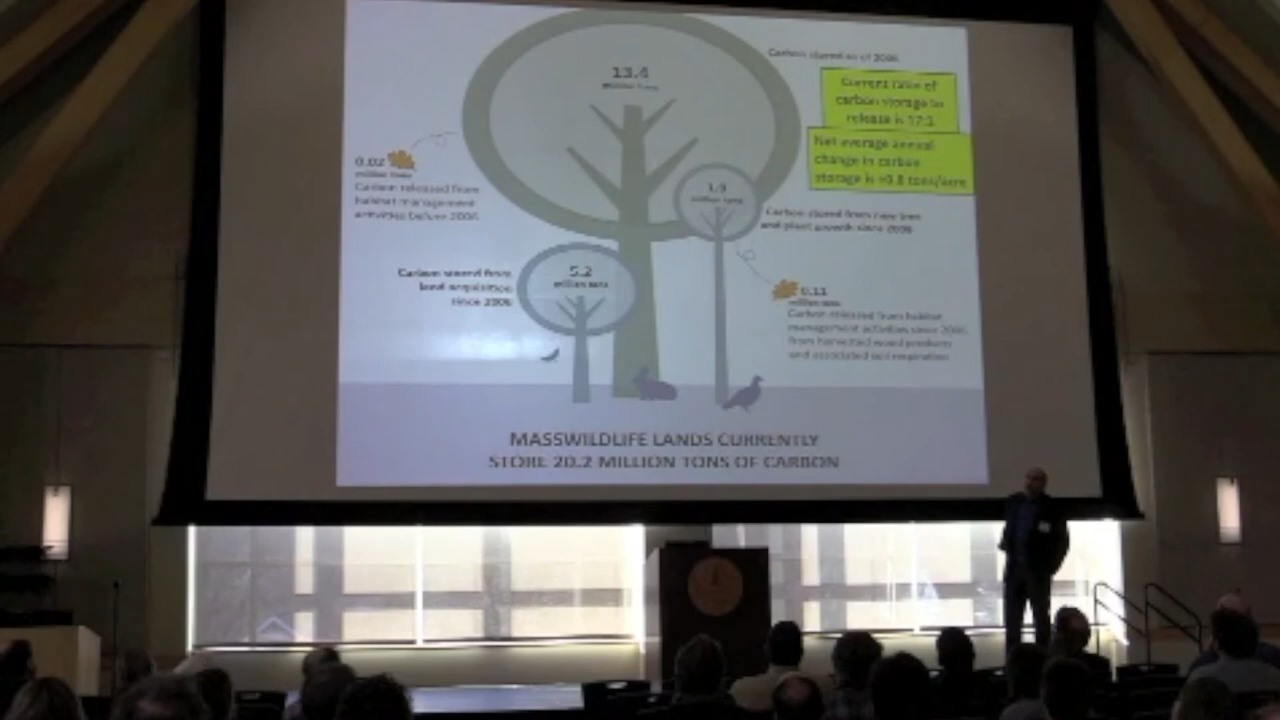 13.4
million tons
Carbon stored as of 2006
Current ratio of
carbon storage to
release is 17:1
Net average annual
change in carbon
storage is +0.8 tons/acre
0.02
million tons
Carbon released from
habitat management
activities before 2006
million tons
Carbon stored from new tree
and plant growth since 2006
Carbon stored from
land acquisition
since 2006
5.2
million tons
0.11
million tons
Carbon released from habitat
management activities since 2006
from harvested wood products
and associated soil respiration
MASSWILDLIFE LANDS CURRENTLY
STORE 20.2 MILLION TONS OF CARBON